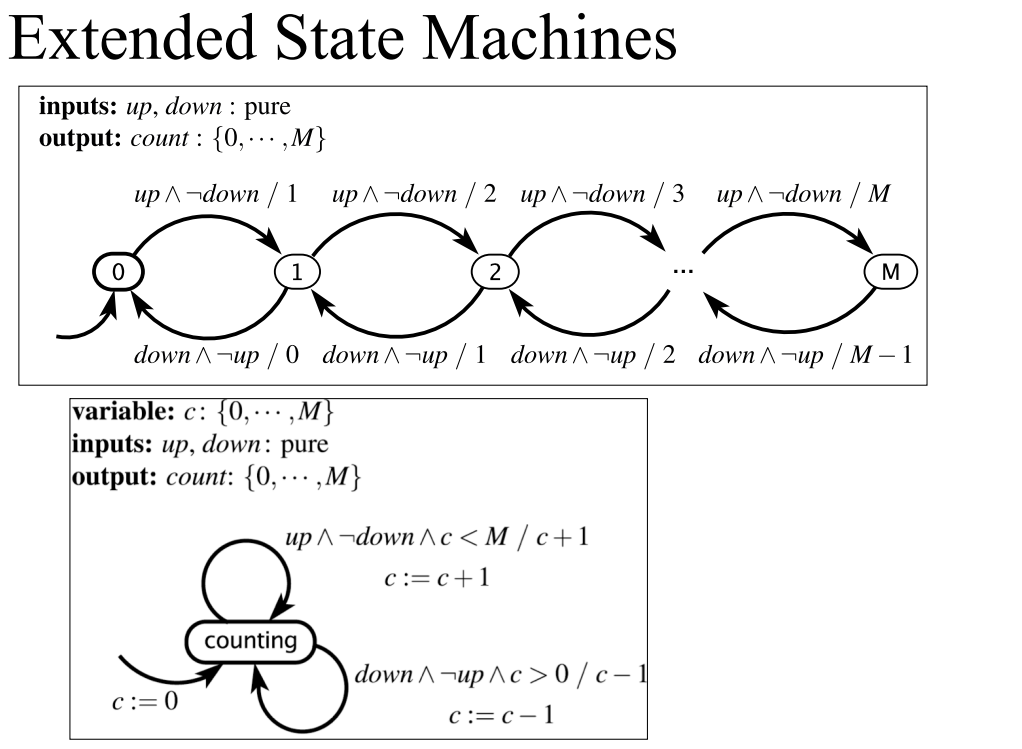 Extended State Machines
inputs: up, down : pure
output: count : {0, ··· , M}
up ∧ ¬down / 1 up ∧ ¬down / 2 up ∧ ¬down / 3 up ∧ ¬down / M
0 1 2 ... M
down ∧ ¬up / 0 down ∧ ¬up / 1 down ∧ ¬up / 2 down ∧ ¬up / M − 1
variable: c: {0, ··· , M}
inputs: up, down: pure
output: count: {0, ··· , M}
up ∧ ¬down ∧ c < M / c + 1
c := c + 1
counting
down ∧ ¬up ∧ c > 0 / c − 1
c := 0
c := c − 1